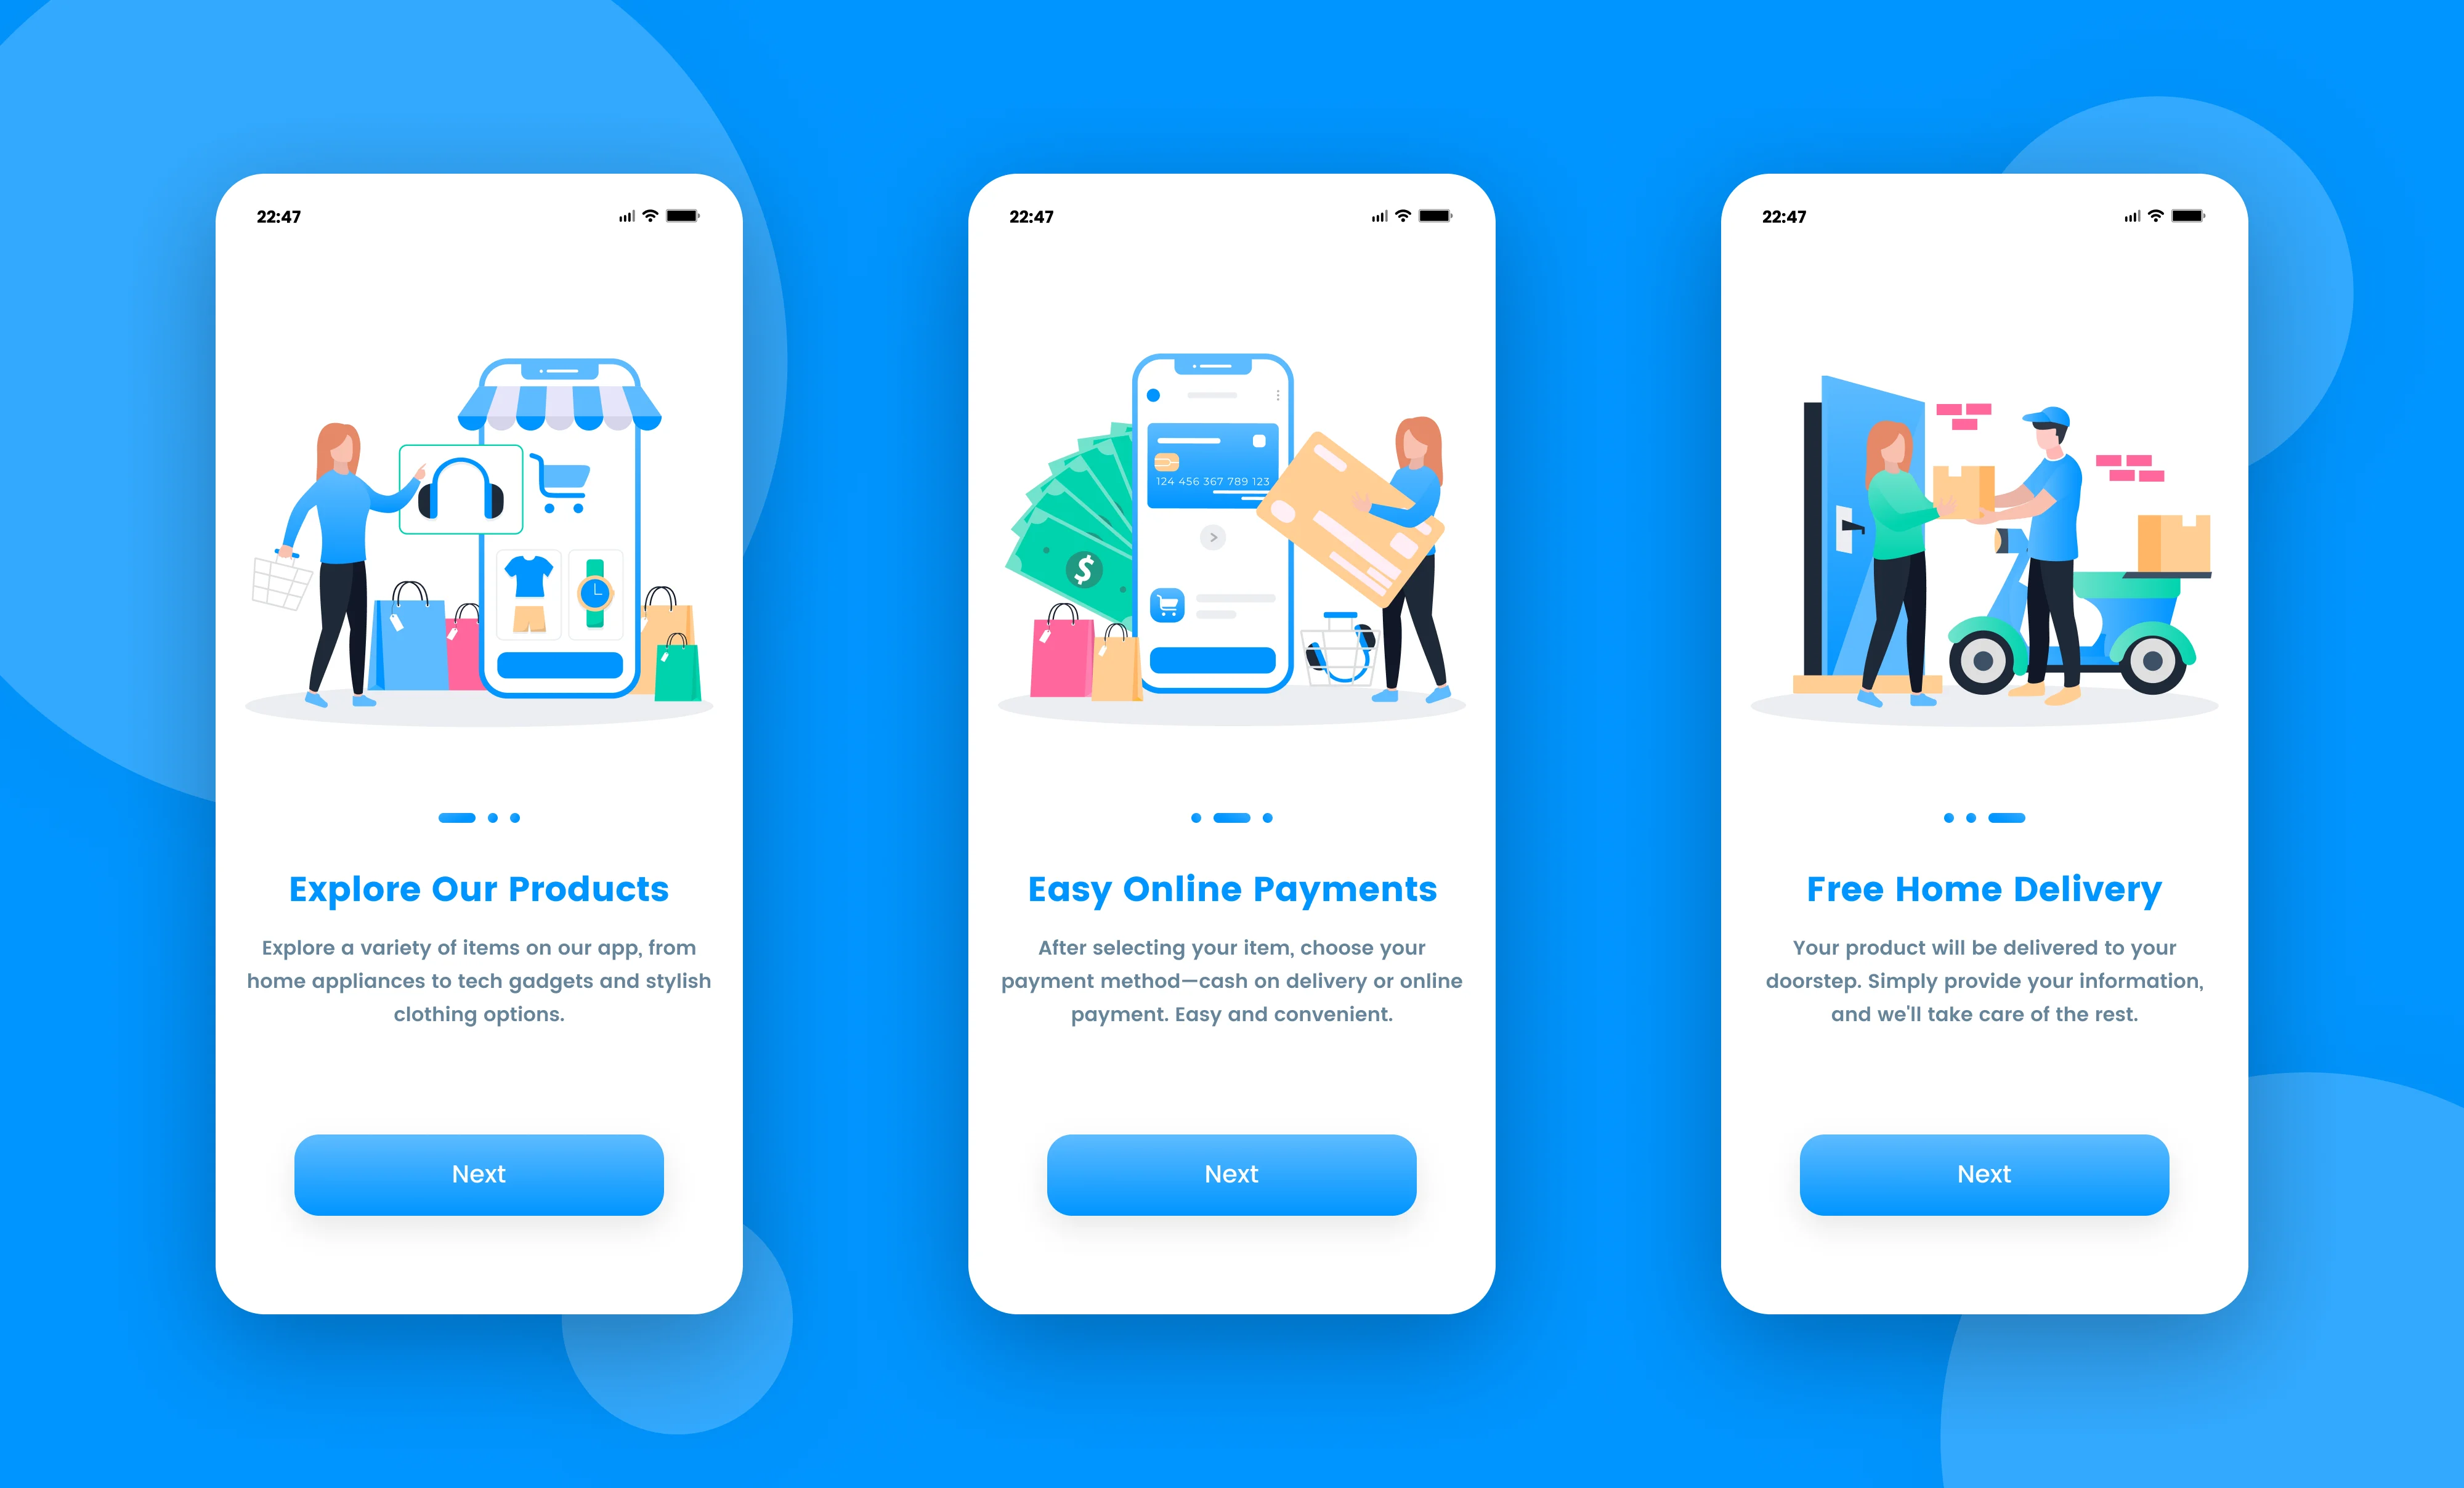 22:47
$
124 456 367 789 123
Explore Our Products
Explore a variety of items on our app, from
home appliances to tech gadgets and stylish
clothing options.
Next
22:47
Easy Online Payments
After selecting your item, choose your
payment method—cash on delivery or online
payment. Easy and convenient.
Next
22:47
Free Home Delivery
Your product will be delivered to your
doorstep. Simply provide your information,
and we'll take care of the rest.
Next